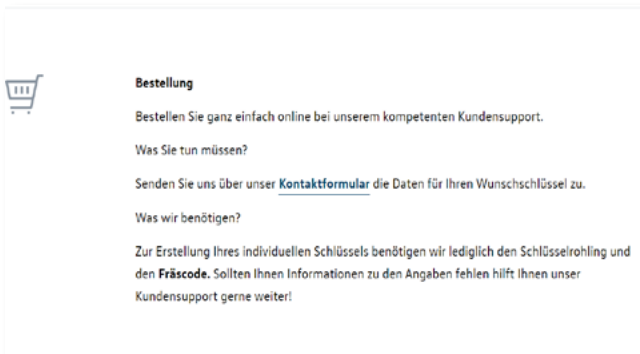 Bestellung
Bestellen Sie ganz einfach online bei unserem kompetenten Kundensupport.
Was Sie tun müssen?
Senden Sie uns über unser Kontaktformular die Daten für Ihren Wunschschlüssel zu.
Was wir benötigen?
Zur Erstellung Ihres individuellen Schlüssels benötigen wir lediglich den Schlüsselrohling und
den Fräscode. Sollten Ihnen Informationen zu den Angaben fehlen hilft Ihnen unser
Kundensupport gerne weiter!